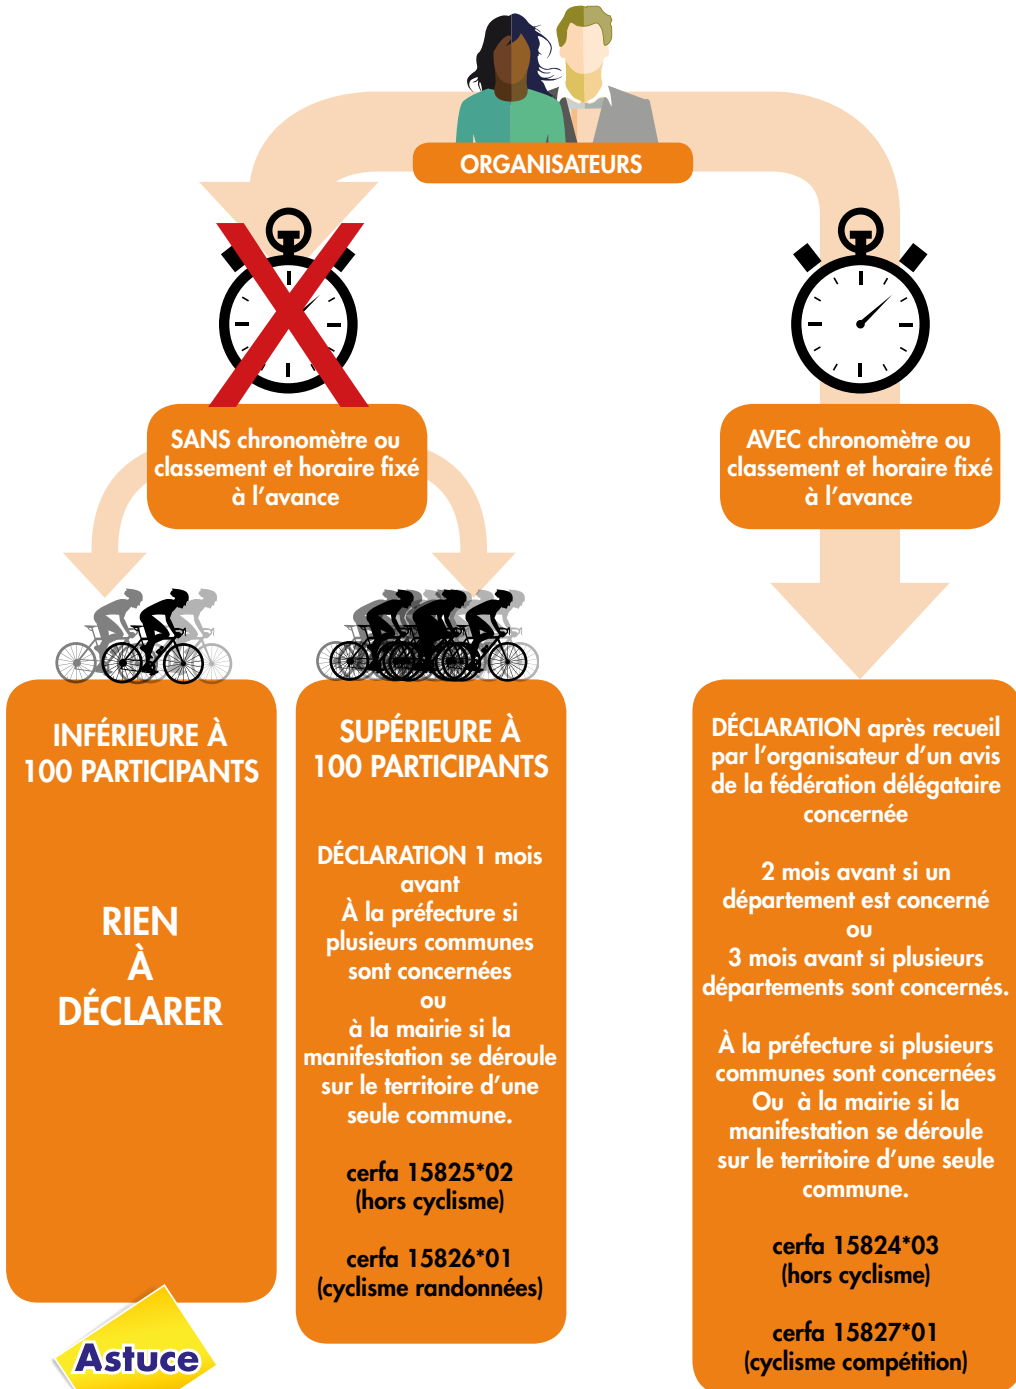 ORGANISATEURS
SANS chronomètre ou
classement et horaire fixé
à l’avance
AVEC chronomètre ou
classement et horaire fixé
à l’avance
INFÉRIEURE À
100 PARTICIPANTS
RIEN
À
DÉCLARER
SUPÉRIEURE À
100 PARTICIPANTS
DÉCLARATION 1 mois
avant
À la préfecture si
plusieurs communes
sont concernées
ou
à la mairie si la
manifestation se déroule
sur le territoire d’une
seule commune.
cerfa 15825*02
(hors cyclisme)
cerfa 15826*01
(cyclisme randonnées)
DÉCLARATION après recueil
par l’organisateur d’un avis
de la fédération délégataire
concernée
2 mois avant si un
département est concerné
ou
3 mois avant si plusieurs
départements sont concernés.
À la préfecture si plusieurs
communes sont concernées
Ou à la mairie si la
manifestation se déroule
sur le territoire d’une seule
commune.
cerfa 15824*03
(hors cyclisme)
cerfa 15827*01
(cyclisme compétition)
Astuce